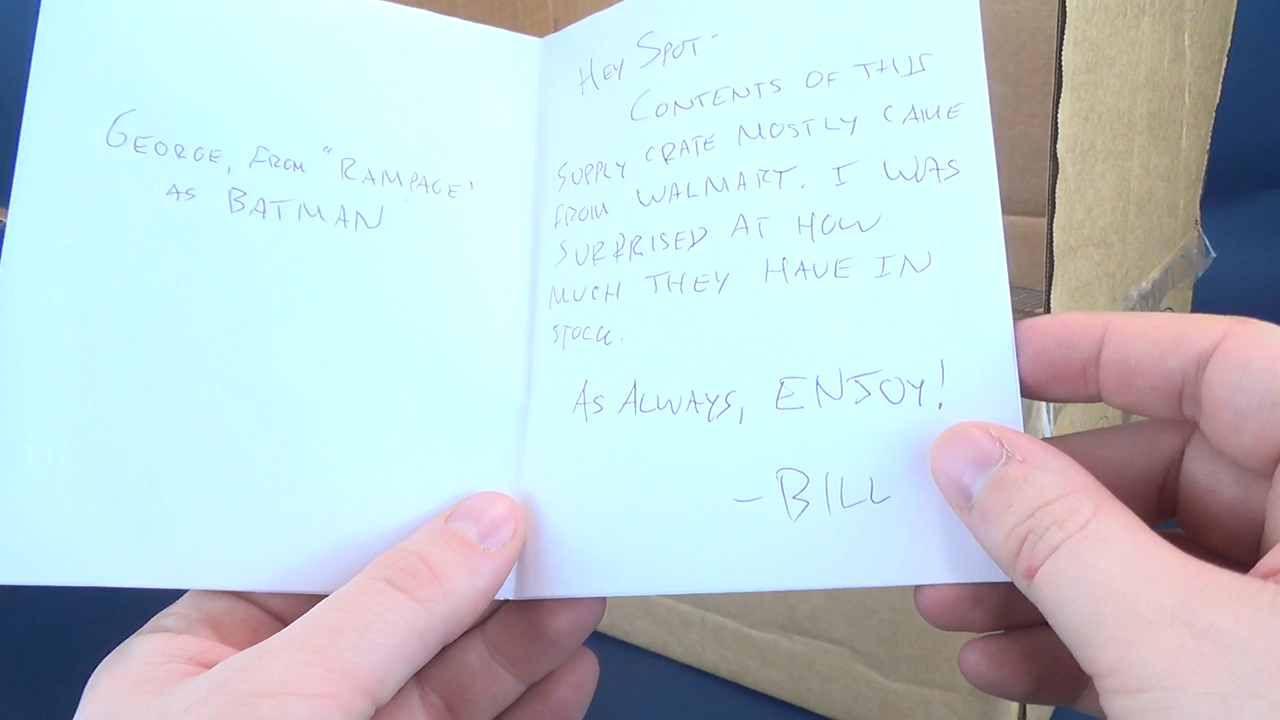 GEORGE, FROM "RAMPAGE"
AS BATMAN
HEY SPOT-
CONTENTS OF THIS
SUPPLY CRATE MOSTLY CAME
FROM WALMART. I WAS
SURPRISED AT HOW
MUCH THEY HAVE IN
STOCK.
AS ALWAYS, ENJOY!
-BILL